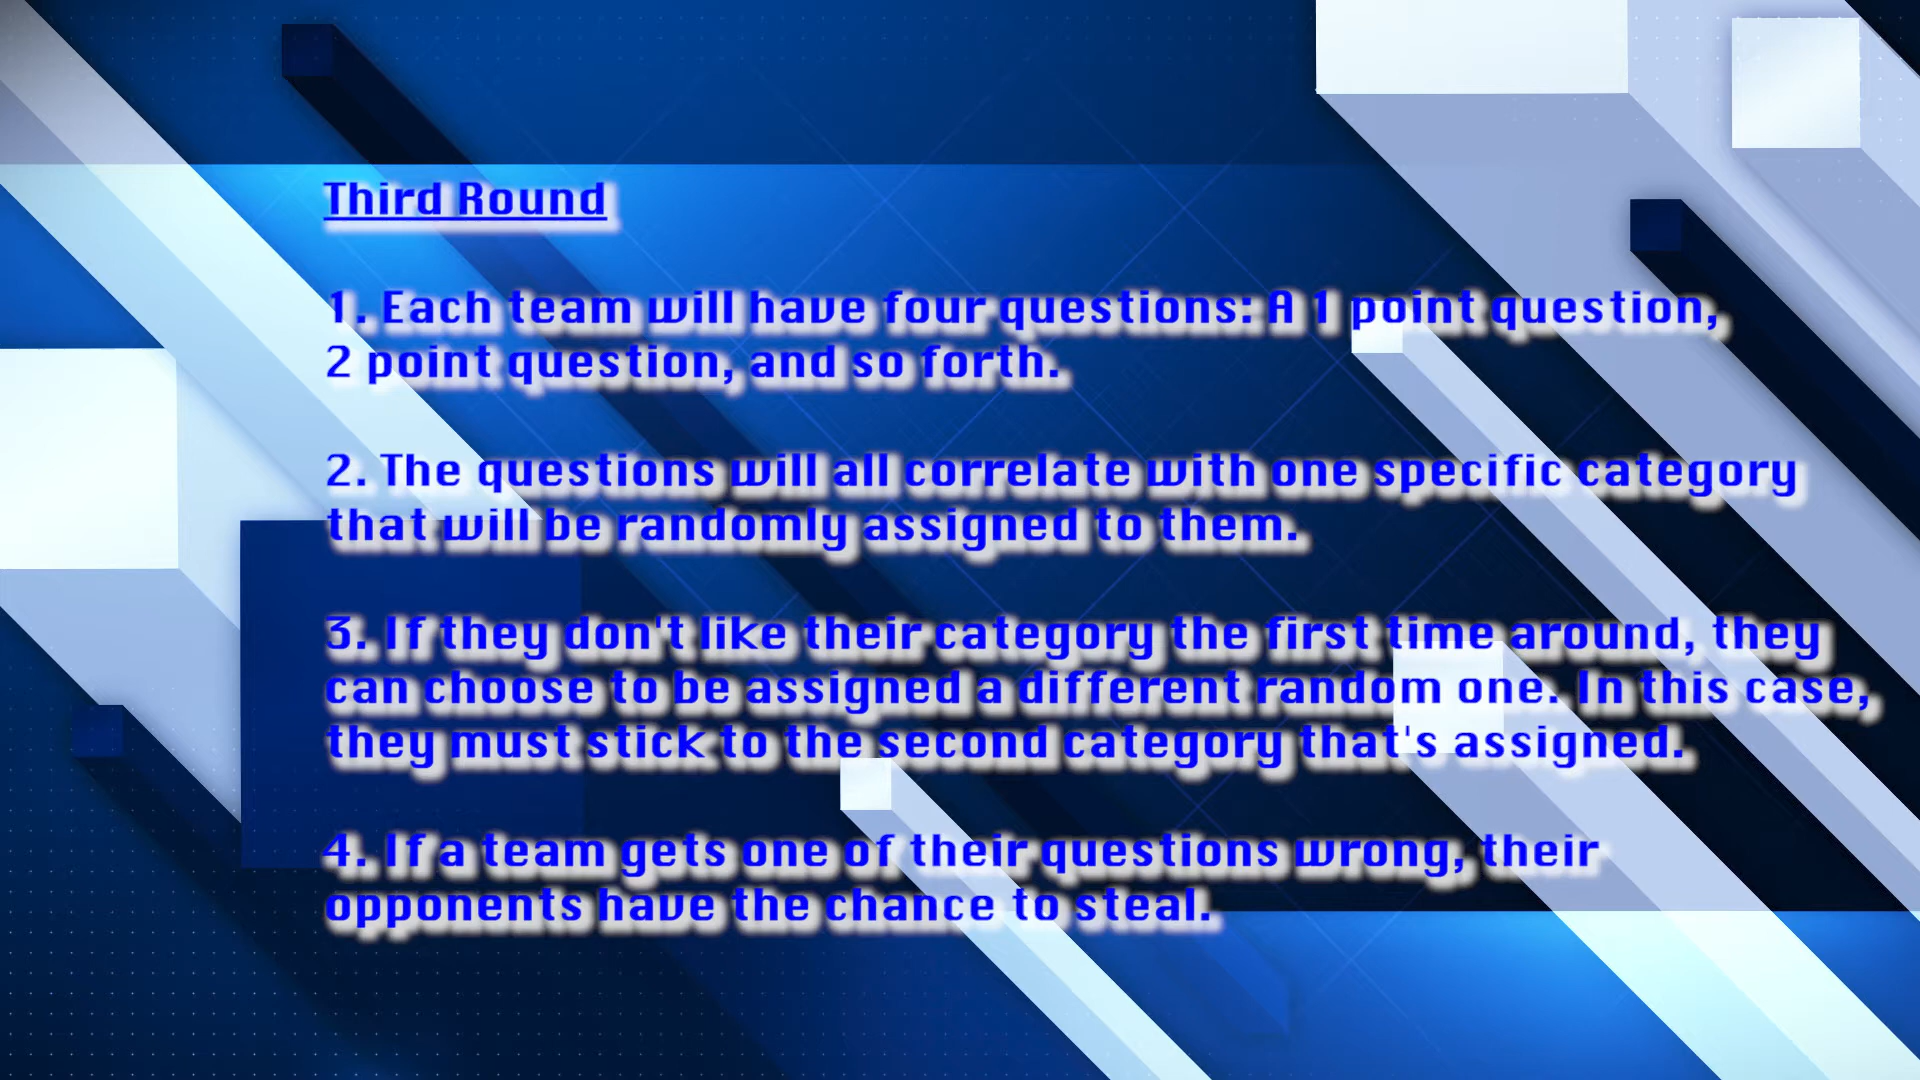 Third Round
1. Each team will have four questions: A 1 point question,
2 point question, and so forth.
2. The questions will all correlate with one specific category
that will be randomly assigned to them.
3. If they don't like their category the first time around, they
can choose to be assigned a different random one. In this case,
they must stick to the second category that's assigned.
4. If a team gets one of their questions wrong, their
opponents have the chance to steal.